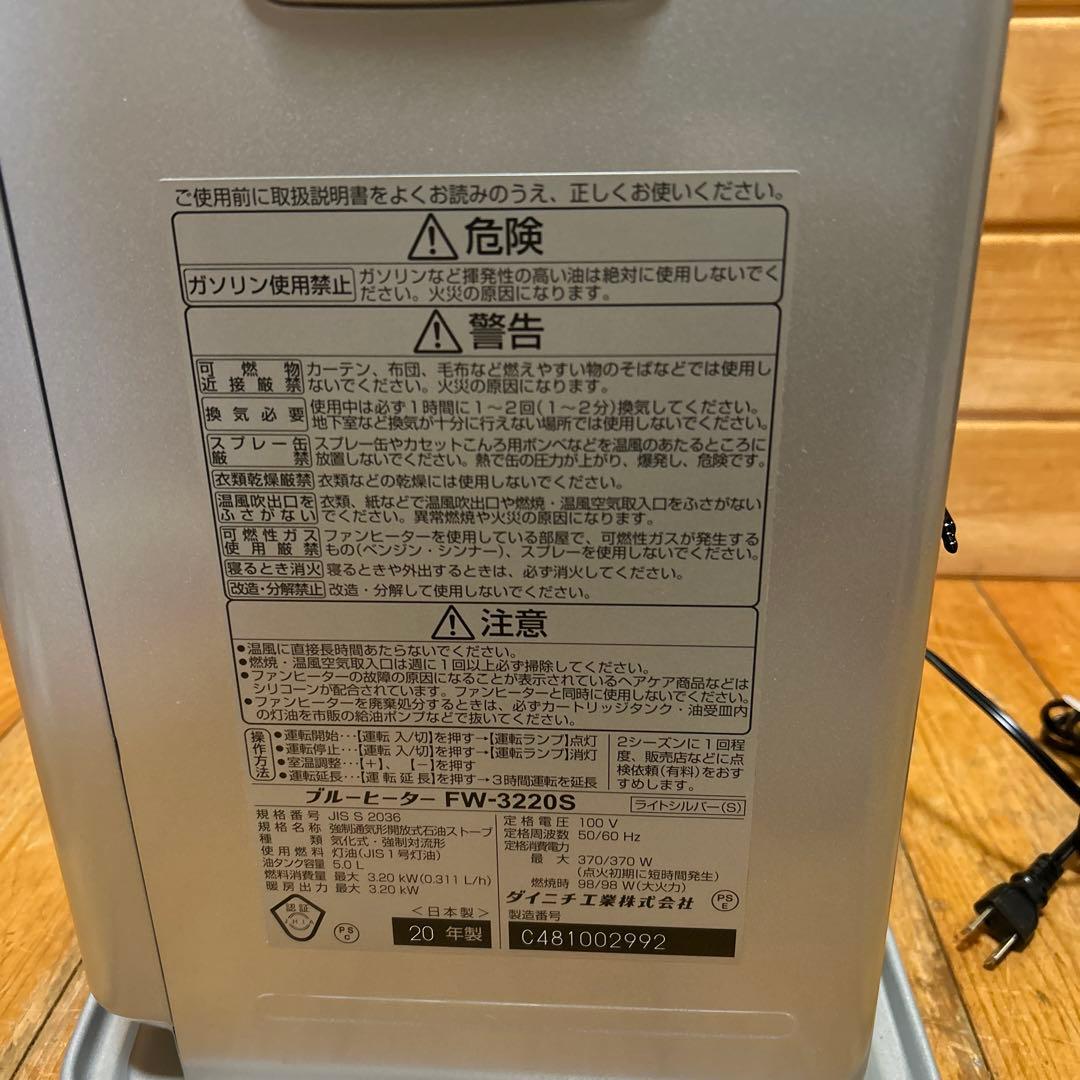 ご使用前に取扱説明書をよくお読みのうえ、正しくお使いください。
危険
ガソリン使用禁止 ガソリンなど揮発性の高い油は絶対に使用しないでく
ださい。火災の原因になります。
警告
可燃物 カーテン、布団、毛布など燃えやすい物のそばなどでは使用し
近接厳禁 ないでください。火災の原因になります。
換気必要 使用中は必ず1時間に1～2回(1～2分)換気してください。
地下室など換気が十分に行えない場所では使用しないでください。
スプレー缶 スプレー缶やカセットこんろ用ボンベなどを温風のあたるところに
厳禁 放置しないでください。熱で缶の圧力が上がり、爆発し、危険です。
衣類乾燥厳禁 衣類などの乾燥には使用しないでください。
温風吹出口を 衣類、紙などで温風吹出口や燃焼・温風空気取入口をふさがない
ふさがない でください。異常燃焼や火災の原因になります。
可燃性ガス ファンヒーターを使用している部屋で、可燃性ガスが発生する
使用厳禁 もの(ベンジン・シンナー)、スプレーを使用しないでください。
寝るとき消火 寝るときや外出するときは、必ず消火してください。
改造・分解禁止 改造・分解して使用しないでください。
注意
●温風に直接長時間あたらないでください。
●燃焼・温風空気取入口は週に1回以上必ず掃除してください。
●ファンヒーターの故障の原因になることが表示されているヘアケア商品などは
シリコーンが配合されています。ファンヒーターと同時に使用しないでください。
●ファンヒーターを廃棄処分するときは、必ずカートリッジタンク・油受皿内
の灯油を市販の給油ポンプなどで抜いてください。
操作方法
●運転開始…【運転 入/切】を押す→【運転ランプ】点灯
●運転停止…【運転 入/切】を押す→【運転ランプ】消灯
●室温調整…【+】、【-】を押す
●運転延長…【運転延長】を押す→3時間運転を延長
2シーズンに1回程
度、販売店などに点
検依頼(有料)をおす
すめします。
ブルーヒーター FW-3220S ライトシルバー(S)
規格番号 JIS S 2036
規格名称 強制通気形開放式石油ストーブ
種類 気化式・強制対流形
使用燃料 灯油(JIS1号灯油)
油タンク容量 5.0 L
燃料消費量 最大 3.20 kW(0.311 L/h)
暖房出力 最大 3.20 kW
定格電圧 100 V
定格周波数 50/60 Hz
定格消費電力
最大 370/370 W
(点火初期に短時間発生)
燃焼時 98/98 W(大火力)
ダイニチ工業株式会社
PS
E
認証
JHIA
PS
C
<日本製>
20 年製
製造番号
C481002992